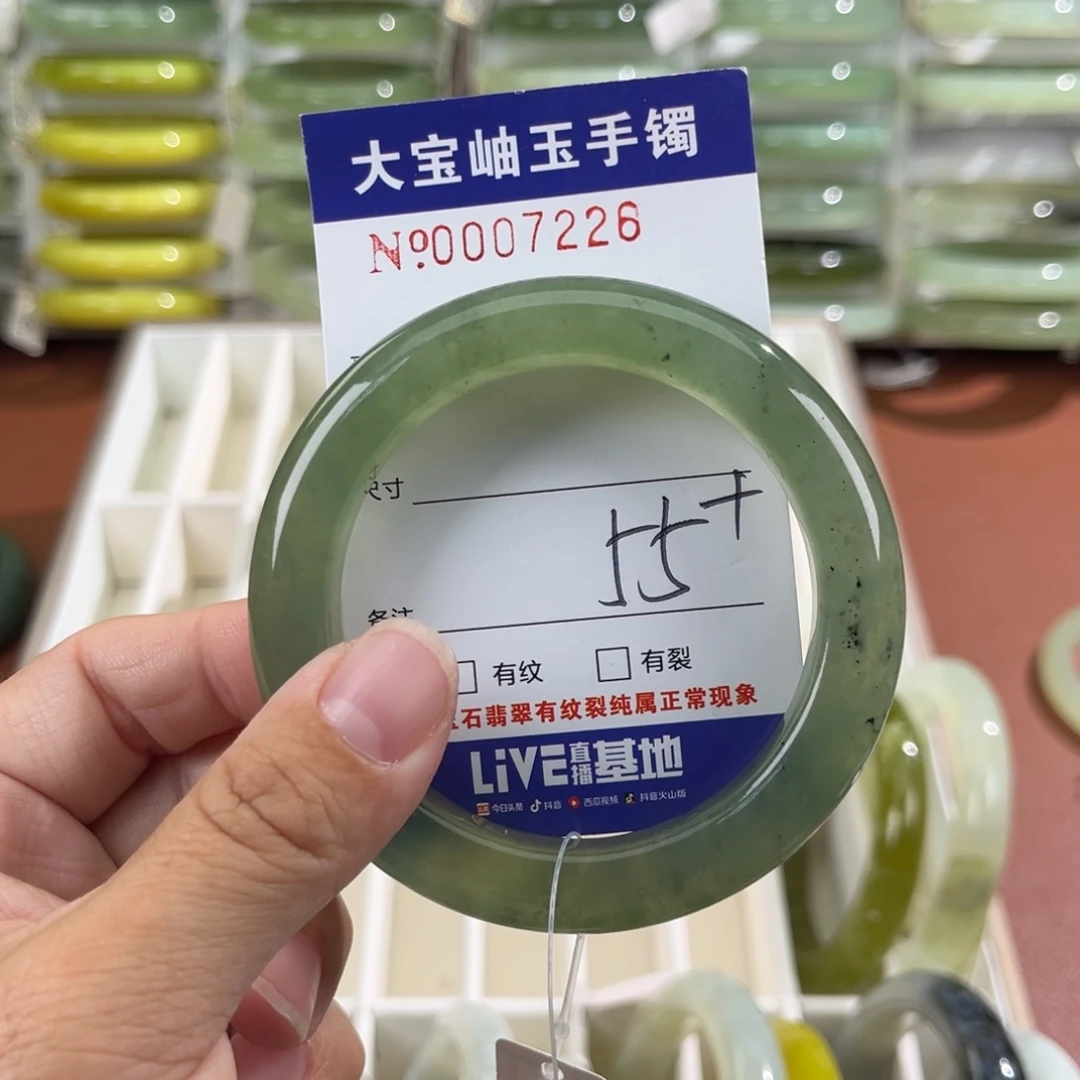 大宝岫玉手镯
Nº0007226
尺寸
55+
备注
有纹 有裂
石翡翠有纹裂纯属正常现象
LiVE直播基地
今日头条 抖音 西瓜视频 抖音火山版